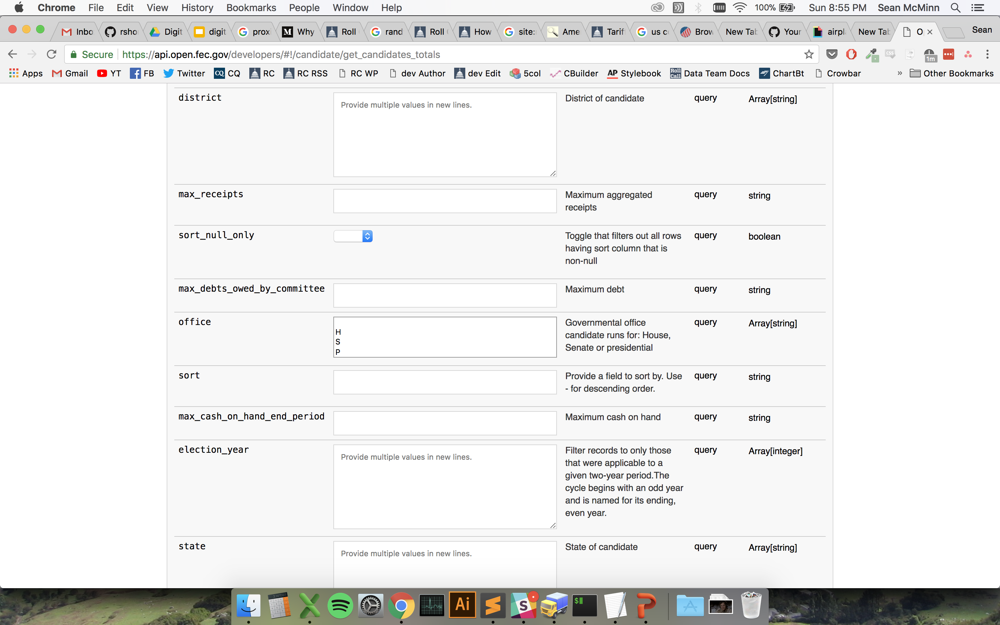 Chrome File Edit View History Bookmarks People Window Help 100% Sun 8:55 PM Sean McMinn
Inbo rsho Digit digit proxi Why Roll rand Roll How site: Ame Tarif us co Brow New Tab Your airpl New Tab O Sean
Secure https://api.open.fec.gov/developers/#!/candidate/get_candidates_totals
1m
Apps Gmail YT FB Twitter CQ CQ RC RC RSS RC WP dev Author dev Edit 5col CBuilder AP Stylebook Roll Call Data Team Docs ChartBt Crowbar » Other Bookmarks
district Provide multiple values in new lines. District of candidate query Array[string]
max_receipts Maximum aggregated query string
receipts
sort_null_only Toggle that filters out all rows query boolean
having sort column that is
non-null
max_debts_owed_by_committee Maximum debt query string
office Governmental office query Array[string]
H candidate runs for: House,
S Senate or presidential
P
sort Provide a field to sort by. Use query string
- for descending order.
max_cash_on_hand_end_period Maximum cash on hand query string
election_year Provide multiple values in new lines. Filter records to only those query Array[integer]
that were applicable to a
given two-year period.The
cycle begins with an odd year
and is named for its ending,
even year.
state Provide multiple values in new lines. State of candidate query Array[string]
3.141593
Ai S $ P